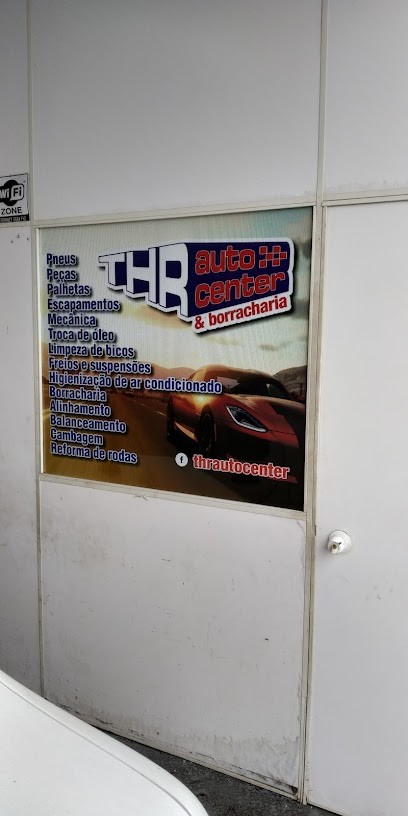 WiFi
ZONE
THR auto center
& borracharia
Pneus
Peças
Palhetas
Escapamentos
Mecânica
Troca de óleo
Limpeza de bicos
Freios e suspensões
Higienização de ar condicionado
Borracharia
Alinhamento
Balanceamento
Cambagem
Reforma de rodas
f thrautocenter